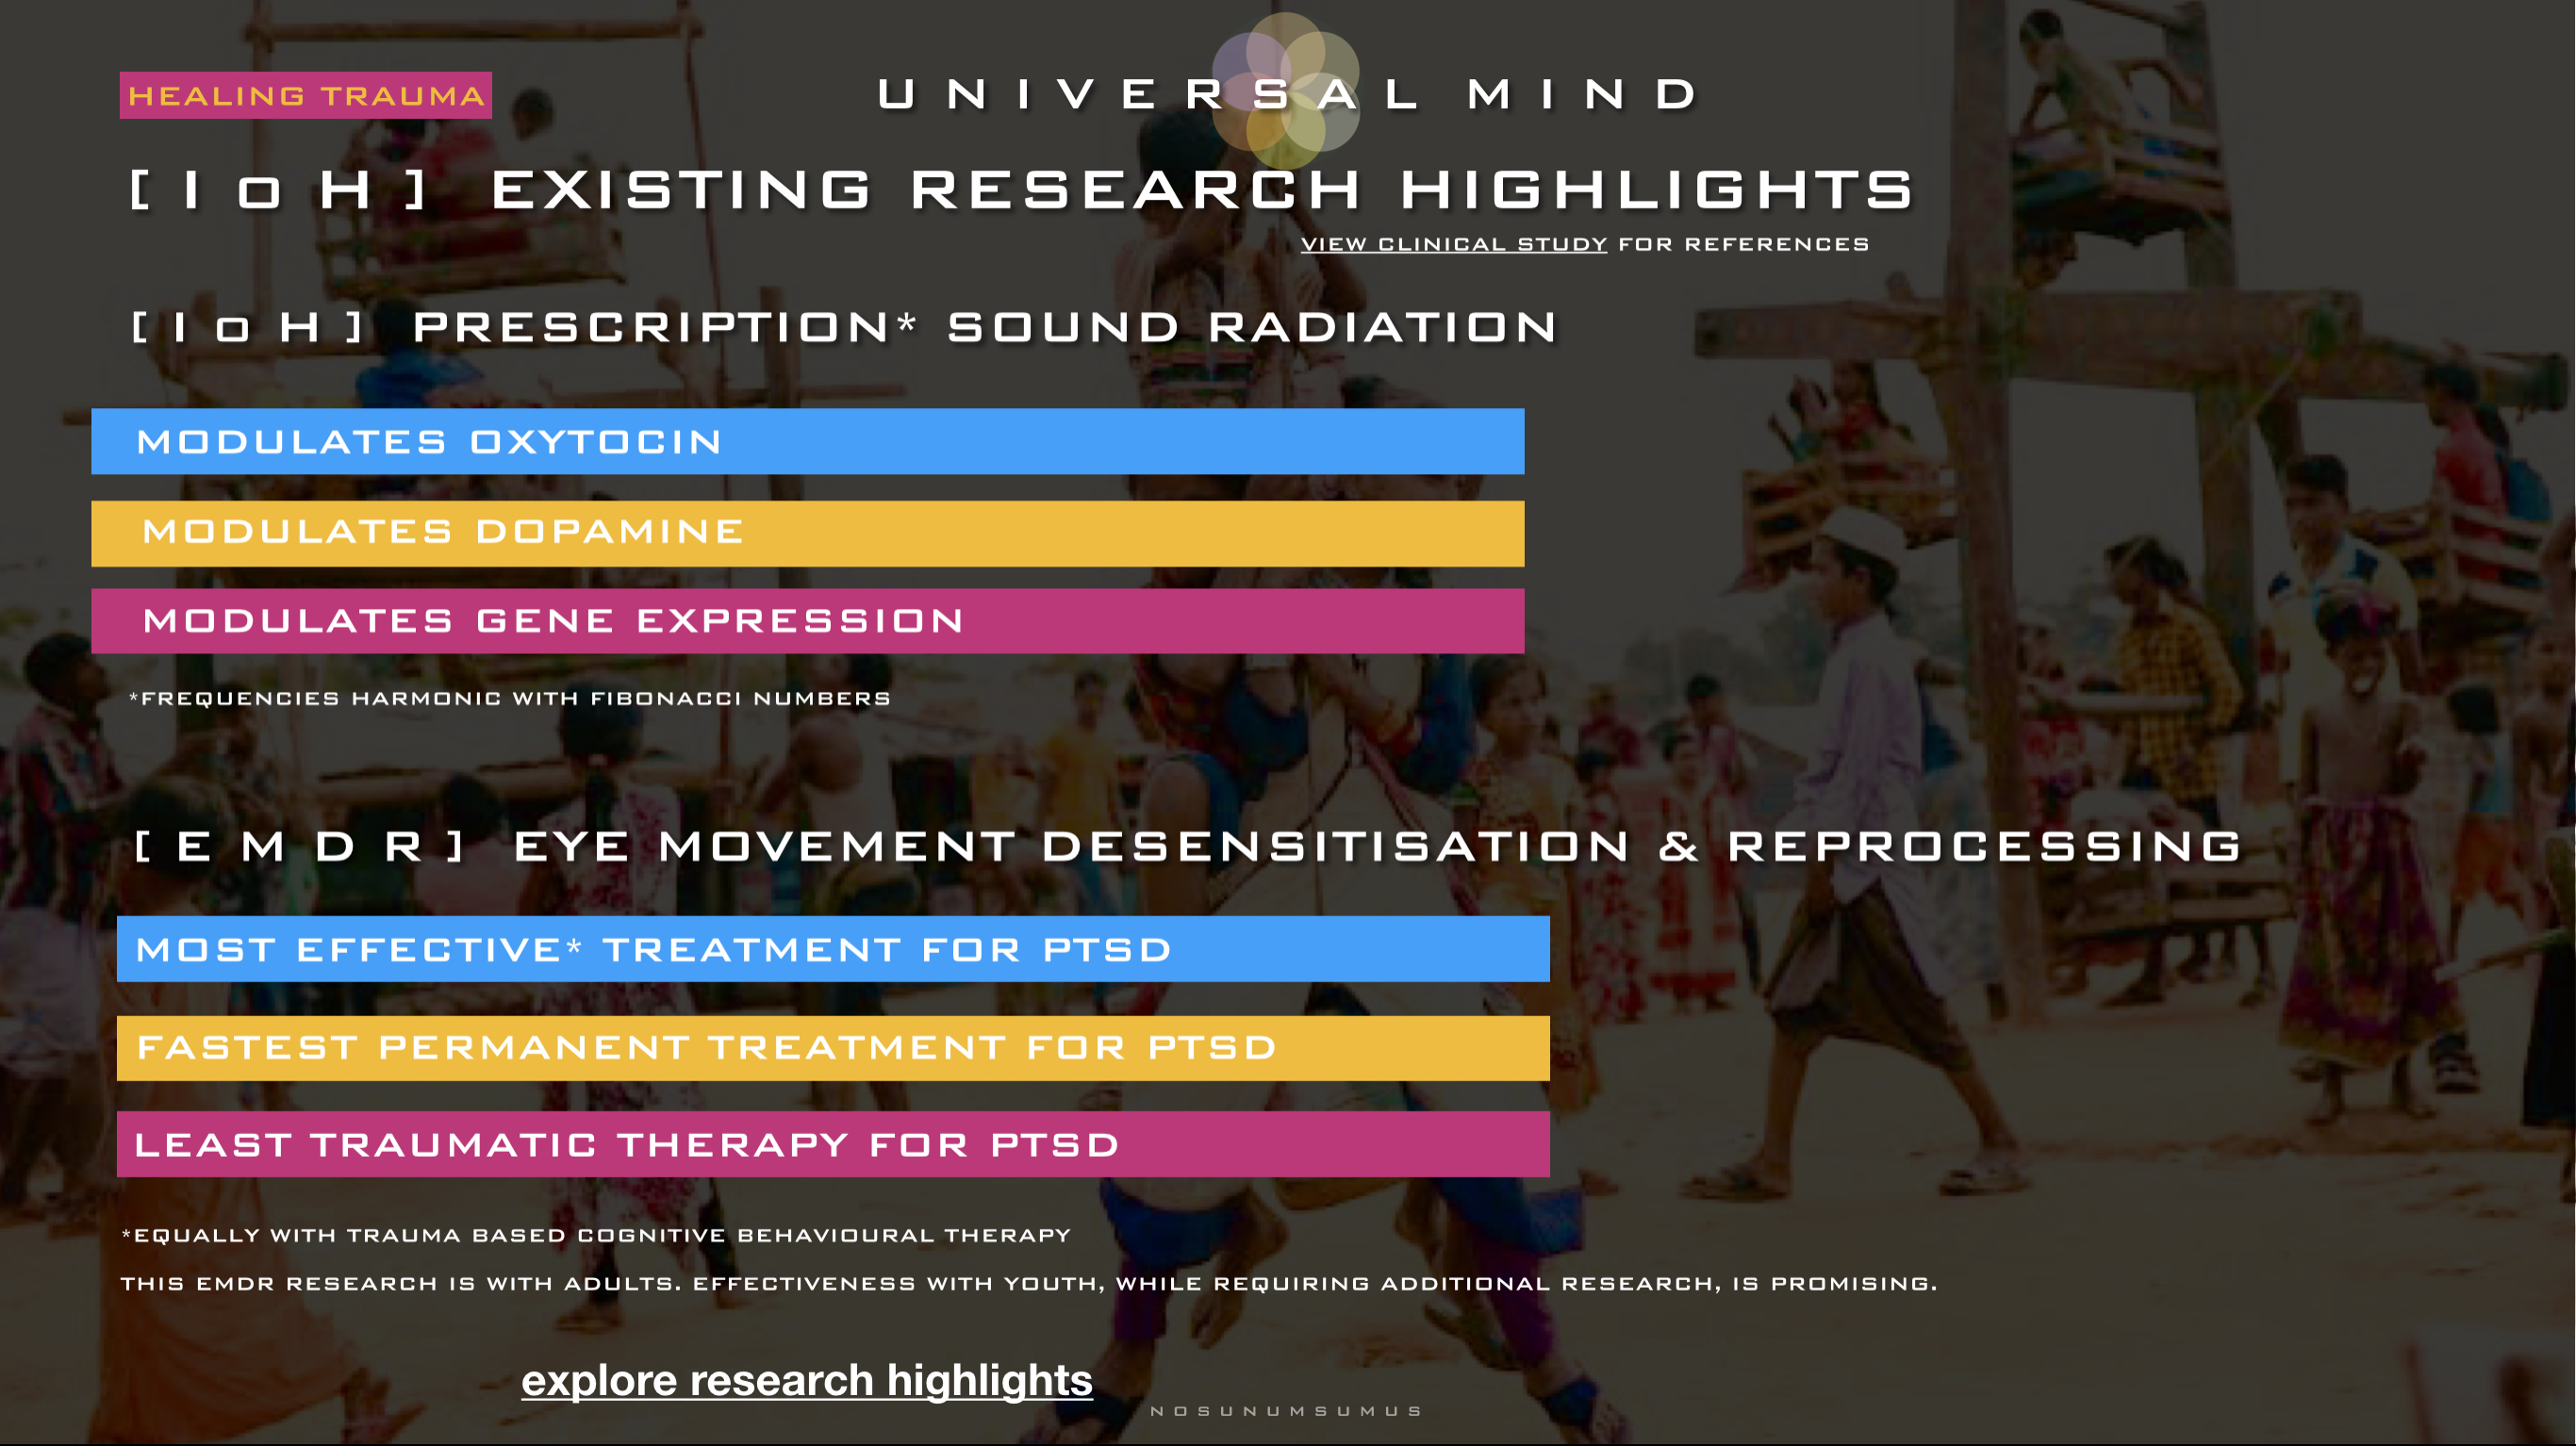 HEALING TRAUMA
UNIVERSAL MIND
[IoH] EXISTING RESEARCH HIGHLIGHTS
VIEW CLINICAL STUDY FOR REFERENCES
[IoH] PRESCRIPTION* SOUND RADIATION
MODULATES OXYTOCIN
MODULATES DOPAMINE
MODULATES GENE EXPRESSION
*FREQUENCIES HARMONIC WITH FIBONACCI NUMBERS
[EMDR] EYE MOVEMENT DESENSITISATION & REPROCESSING
MOST EFFECTIVE* TREATMENT FOR PTSD
FASTEST PERMANENT TREATMENT FOR PTSD
LEAST TRAUMATIC THERAPY FOR PTSD
*EQUALLY WITH TRAUMA BASED COGNITIVE BEHAVIOURAL THERAPY
THIS EMDR RESEARCH IS WITH ADULTS. EFFECTIVENESS WITH YOUTH, WHILE REQUIRING ADDITIONAL RESEARCH, IS PROMISING.
explore research highlights
NOSUNUMSUMUS